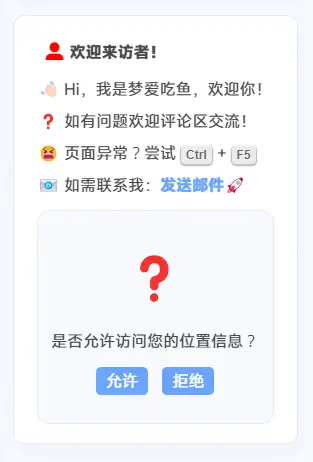 欢迎来访者！
Hi，我是梦爱吃鱼，欢迎你！
如有问题欢迎评论区交流！
页面异常？尝试 Ctrl + F5
如需联系我：发送邮件
是否允许访问您的位置信息？
允许 拒绝